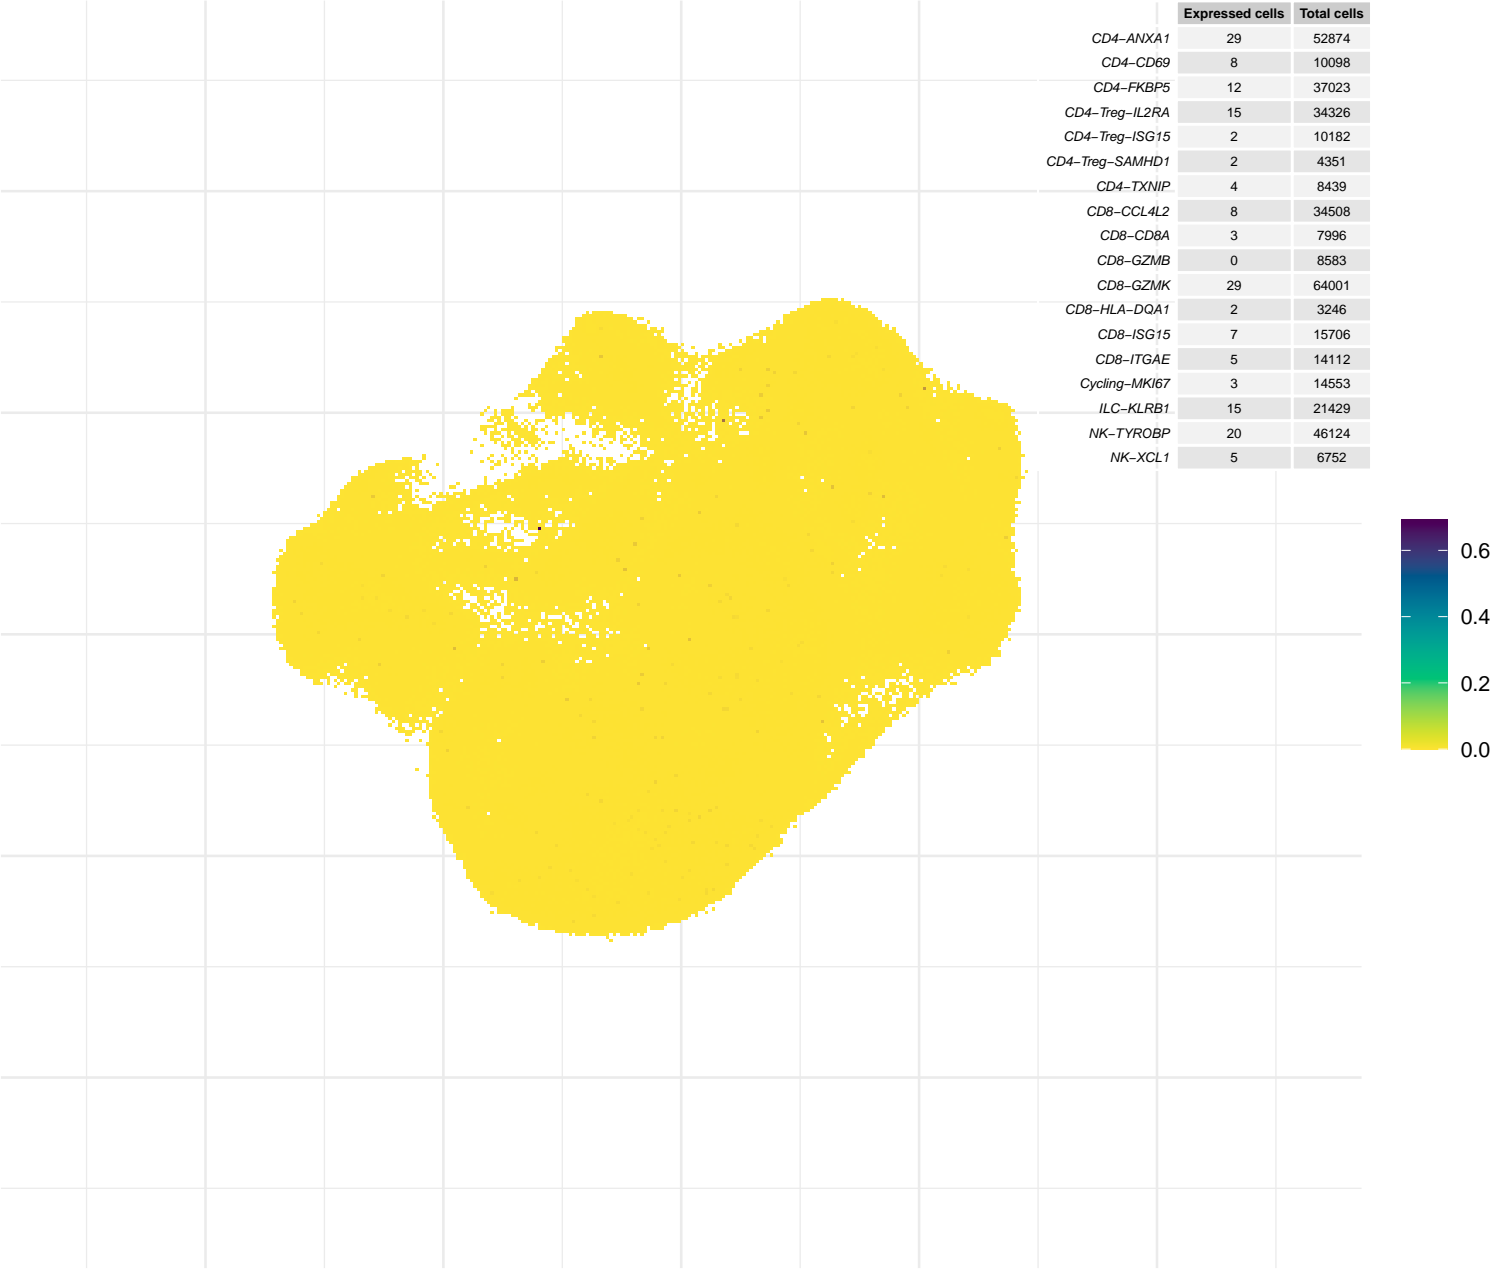 Expressed cells Total cells
CD4−ANXA1 29 52874
CD4−CD69 8 10098
CD4−FKBP5 12 37023
CD4−Treg−IL2RA 15 34326
CD4−Treg−ISG15 2 10182
CD4−Treg−SAMHD1 2 4351
CD4−TXNIP 4 8439
CD8−CCL4L2 8 34508
CD8−CD8A 3 7996
CD8−GZMB 0 8583
CD8−GZMK 29 64001
CD8−HLA−DQA1 2 3246
CD8−ISG15 7 15706
CD8−ITGAE 5 14112
Cycling−MKI67 3 14553
ILC−KLRB1 15 21429
NK−TYROBP 20 46124
NK−XCL1 5 6752
0.6
0.4
0.2
0.0